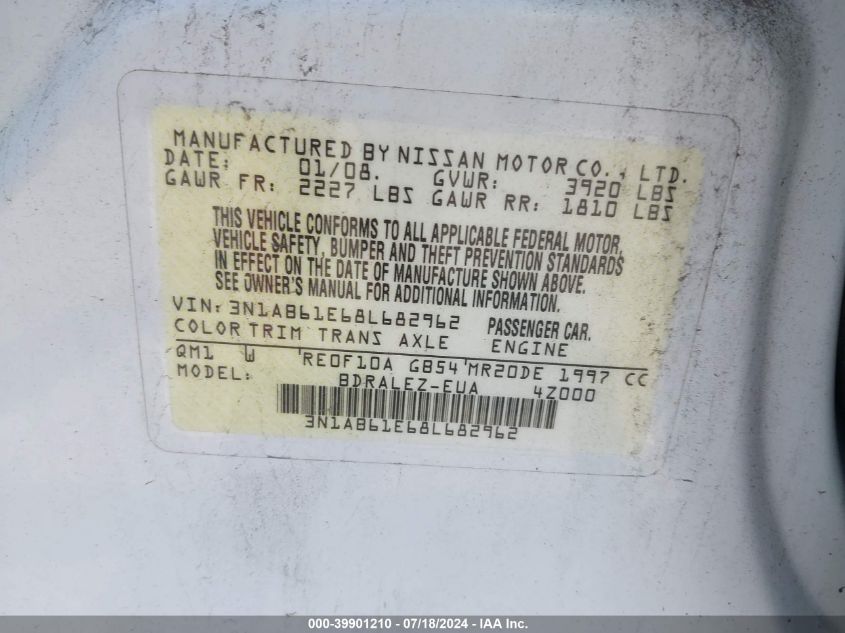 MANUFACTURED BY NISSAN MOTOR CO., LTD.
DATE: 01/08. GVWR: 3920 LBS
GAWR FR: 2227 LBS GAWR RR: 1810 LBS
THIS VEHICLE CONFORMS TO ALL APPLICABLE FEDERAL MOTOR
VEHICLE SAFETY, BUMPER AND THEFT PREVENTION STANDARDS
IN EFFECT ON THE DATE OF MANUFACTURE SHOWN ABOVE.
SEE OWNER'S MANUAL FOR ADDITIONAL INFORMATION.
VIN: 3N1AB61E68L682962 PASSENGER CAR.
COLOR TRIM TRANS AXLE ENGINE
QM1 W RE0F10A GB54 MR20DE 1997 CC
MODEL: BDRALEZ-EUA 4Z000
3N1AB61E68L682962
000-39901210 - 07/18/2024 - IAA Inc.